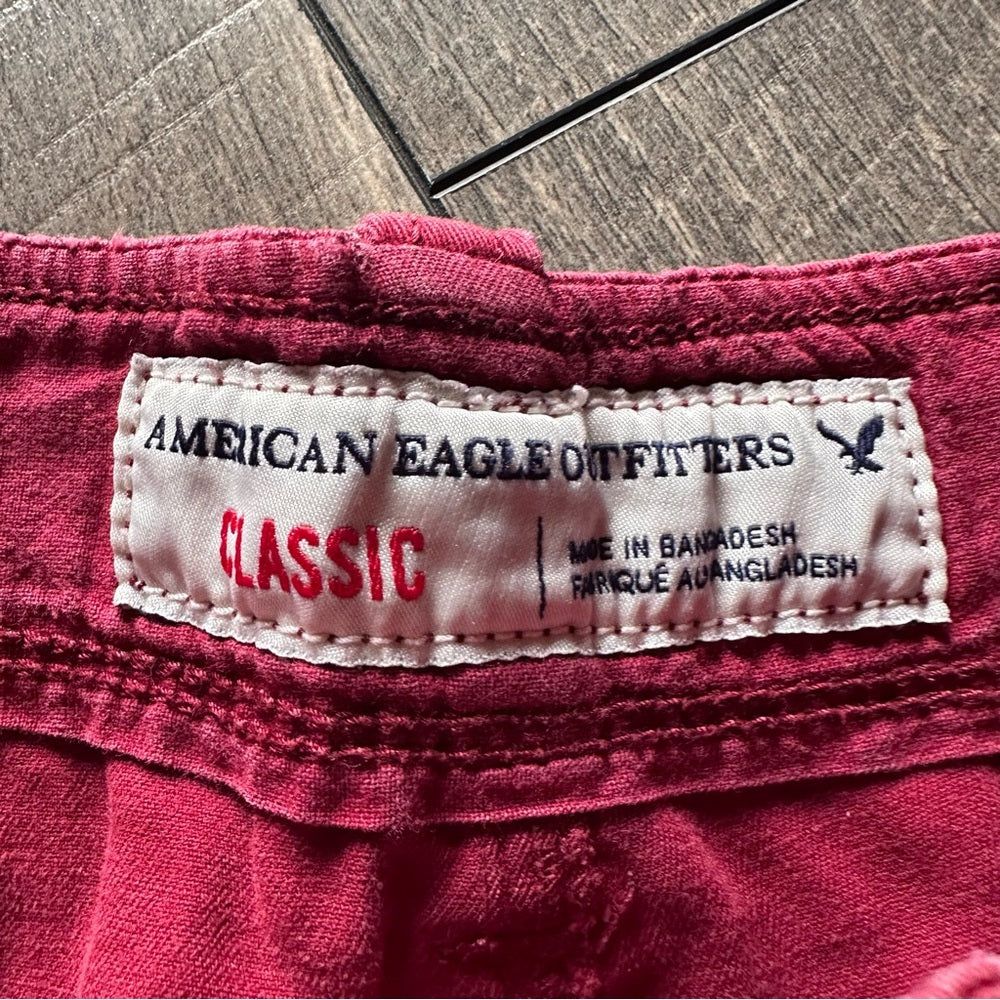 AMERICAN EAGLE OUTFITTERS
CLASSIC
MADE IN BANGLADESH
FABRIQUÉ AU BANGLADESH